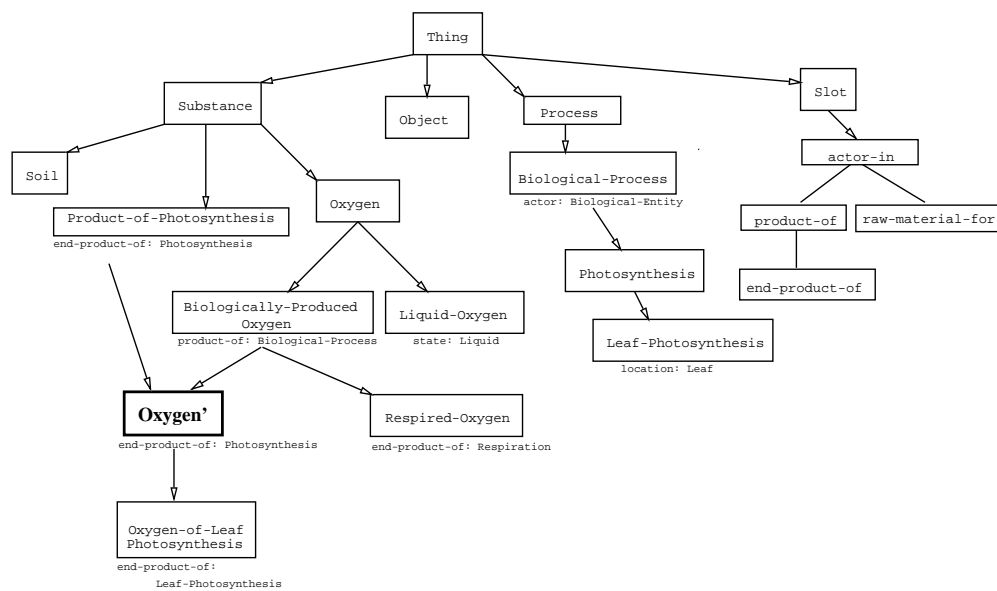 Thing
Substance
Object
Process
Slot
Soil
Product-of-Photosynthesis
end-product-of: Photosynthesis
Oxygen
Biological-Process
actor: Biological-Entity
actor-in
product-of
raw-material-for
end-product-of
Photosynthesis
Biologically-Produced
Oxygen
product-of: Biological-Process
Liquid-Oxygen
state: Liquid
Leaf-Photosynthesis
location: Leaf
Oxygen’
end-product-of: Photosynthesis
Respired-Oxygen
end-product-of: Respiration
Oxygen-of-Leaf
Photosynthesis
end-product-of:
Leaf-Photosynthesis